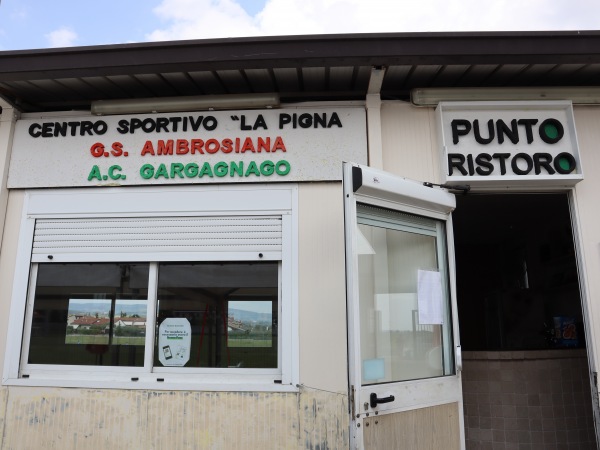 CENTRO SPORTIVO "LA PIGNA
G.S. AMBROSIANA
A.C. GARGAGNAGO
PUNTO
RISTORO